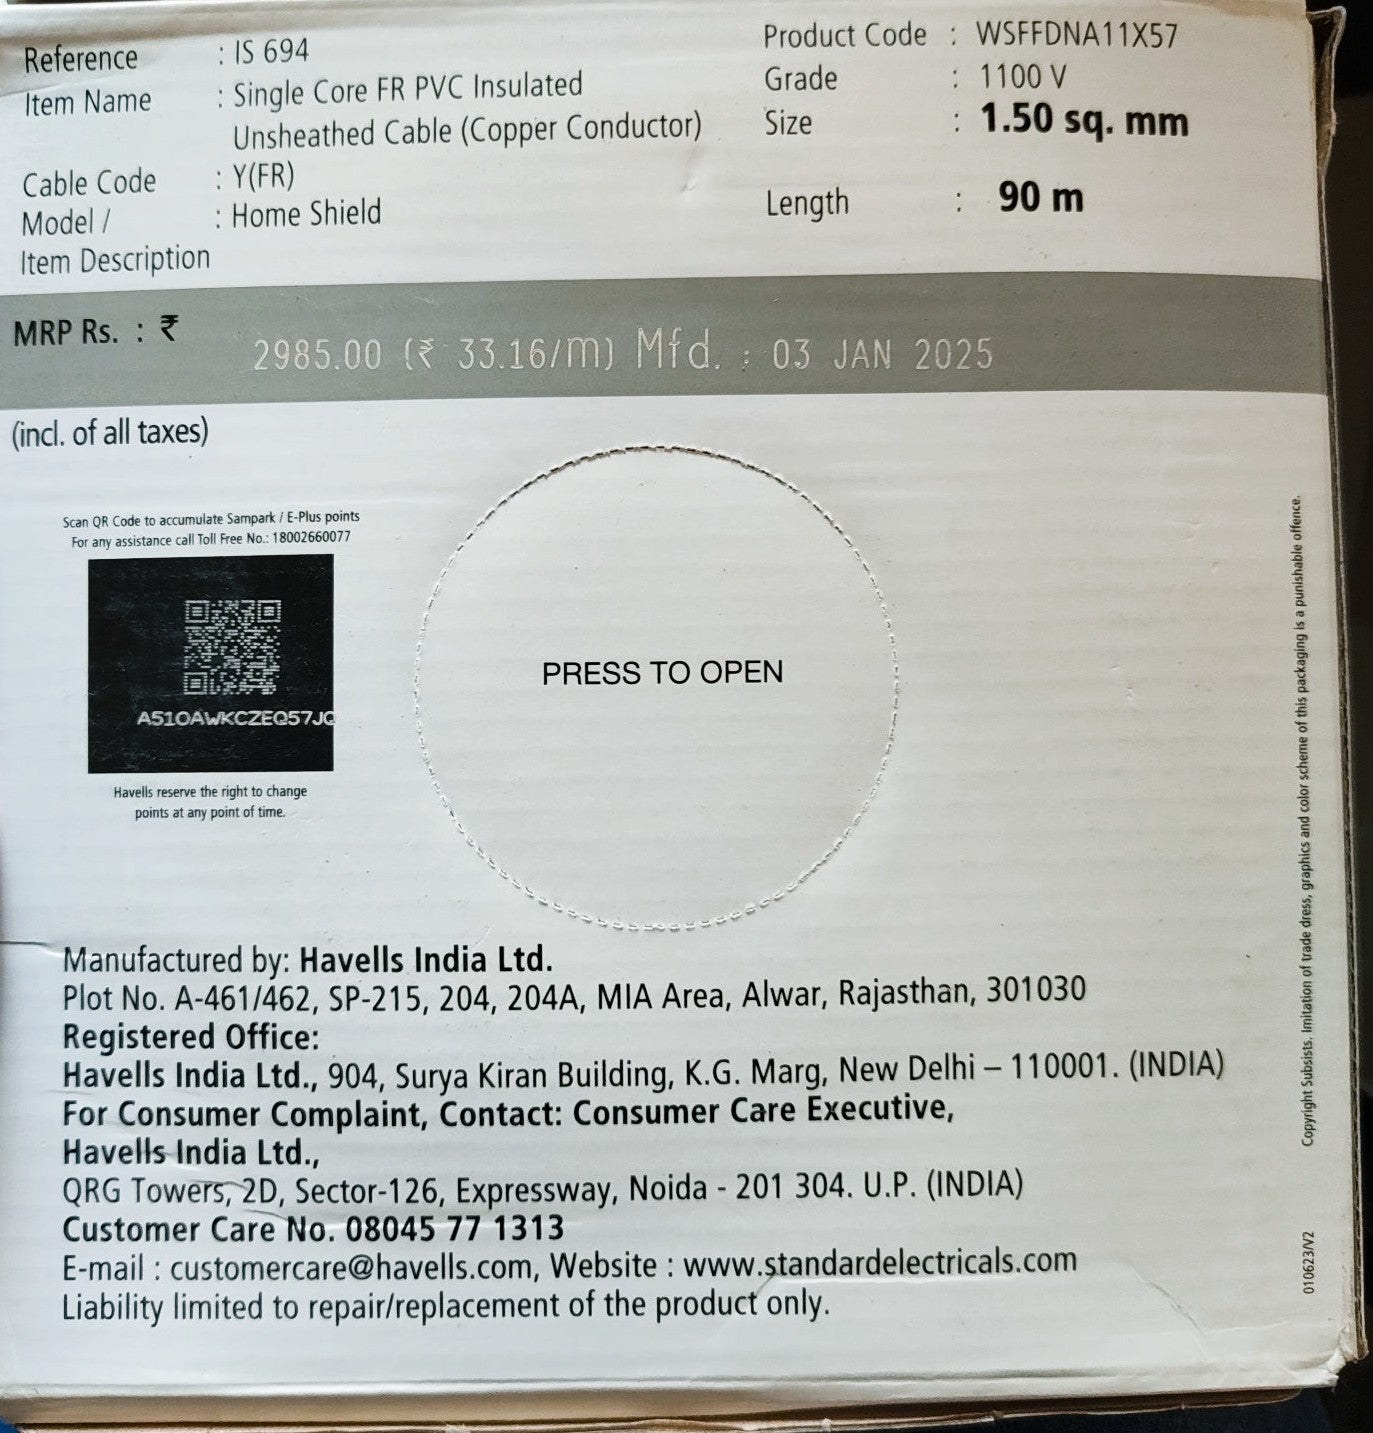 Reference : IS 694
Item Name : Single Core FR PVC Insulated
Unsheathed Cable (Copper Conductor)
Cable Code : Y(FR)
Model / : Home Shield
Item Description
Product Code : WSFFDNA11X57
Grade : 1100 V
Size : 1.50 sq. mm
Length : 90 m
MRP Rs. : ₹ 2985.00 (₹ 33.16/m) Mfd. : 03 JAN 2025
(incl. of all taxes)
Scan QR Code to accumulate Sampark / E-Plus points
For any assistance call Toll Free No.: 18002660077
A510AWKCZEQ57JQ
Havells reserve the right to change
points at any point of time.
PRESS TO OPEN
Manufactured by: Havells India Ltd.
Plot No. A-461/462, SP-215, 204, 204A, MIA Area, Alwar, Rajasthan, 301030
Registered Office:
Havells India Ltd., 904, Surya Kiran Building, K.G. Marg, New Delhi – 110001. (INDIA)
For Consumer Complaint, Contact: Consumer Care Executive,
Havells India Ltd.,
QRG Towers, 2D, Sector-126, Expressway, Noida - 201 304. U.P. (INDIA)
Customer Care No. 08045 77 1313
E-mail : customercare@havells.com, Website : www.standardelectricals.com
Liability limited to repair/replacement of the product only.
Copyright Subsists. Imitation of trade dress, graphics and color scheme of this packaging is a punishable offence.
010623/V2